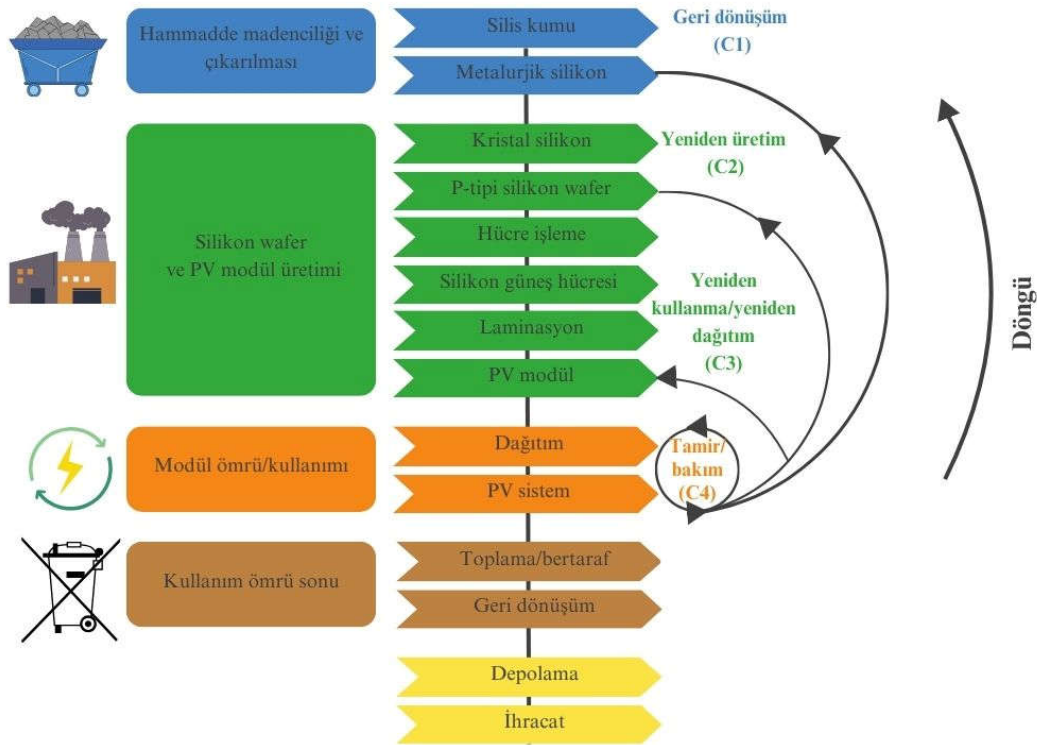 Hammadde madenciliği ve
çıkarılması
Silis kumu
Metalurjik silikon
Geri dönüşüm
(C1)
Silikon wafer
ve PV modül üretimi
Kristal silikon
P-tipi silikon wafer
Hücre işleme
Silikon güneş hücresi
Laminasyon
PV modül
Yeniden üretim
(C2)
Yeniden
kullanma/yeniden
dağıtım
(C3)
Modül ömrü/kullanımı
Dağıtım
PV sistem
Tamir/
bakım
(C4)
Kullanım ömrü sonu
Toplama/bertaraf
Geri dönüşüm
Depolama
İhracat
Döngü